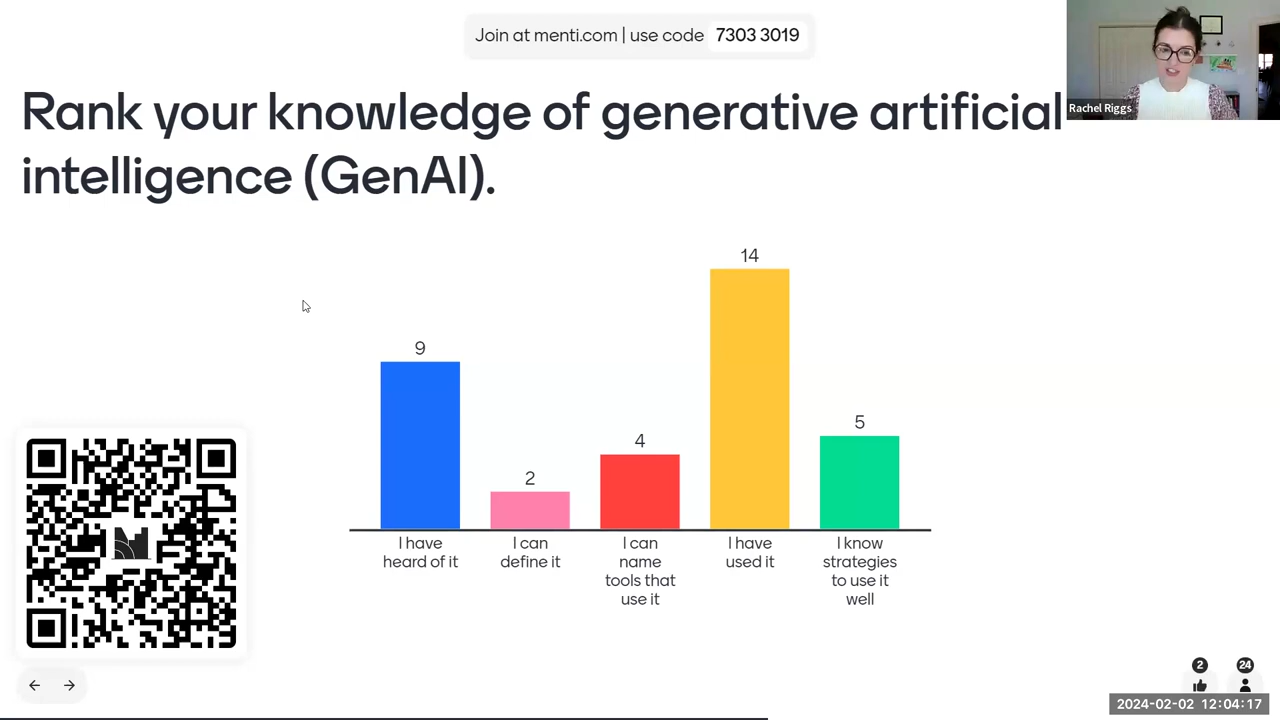 Join at menti.com | use code 7303 3019
Rachel Riggs
Rank your knowledge of generative artificial
intelligence (GenAI).
14
9
5
4
2
I have
heard of it
I can
define it
I can
name
tools that
use it
I have
used it
I know
strategies
to use it
well
2
24
2024-02-02 12:04:17